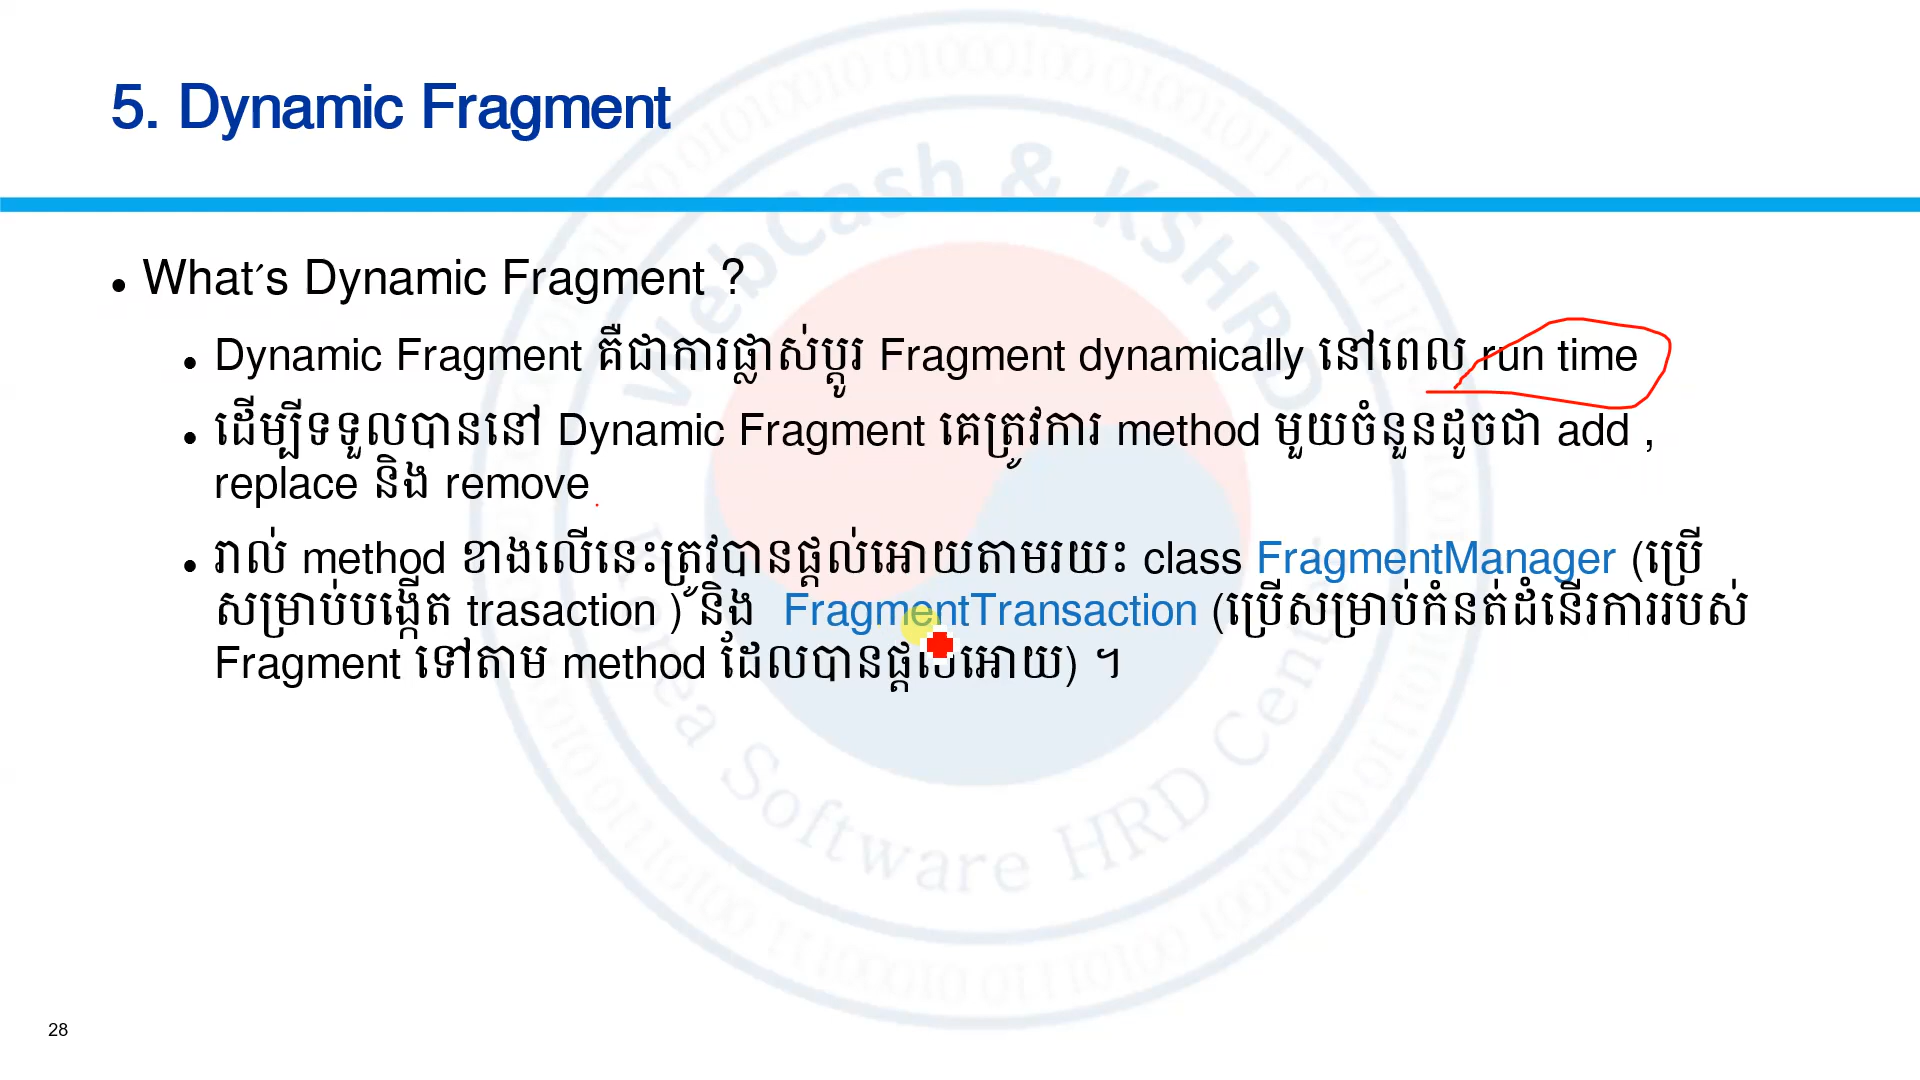 5. Dynamic Fragment
What's Dynamic Fragment ?
Dynamic Fragment គឺជាការផ្លាស់ប្តូរ Fragment dynamically នៅពេល run time
ដើម្បីទទួលបាននៅ Dynamic Fragment គេត្រូវការ method មួយចំនួនដូចជា add ,
replace និង remove
រាល់ method ខាងលើនេះត្រូវបានផ្តល់អោយតាមរយះ class FragmentManager (ប្រើ
សម្រាប់បង្កើត trasaction ) និង FragmentTransaction (ប្រើសម្រាប់កំនត់ដំនើរការរបស់
Fragment ទៅតាម method ដែលបានផ្តល់អោយ) ។
WebCash & KSHRD
Korea Software HRD Center
28